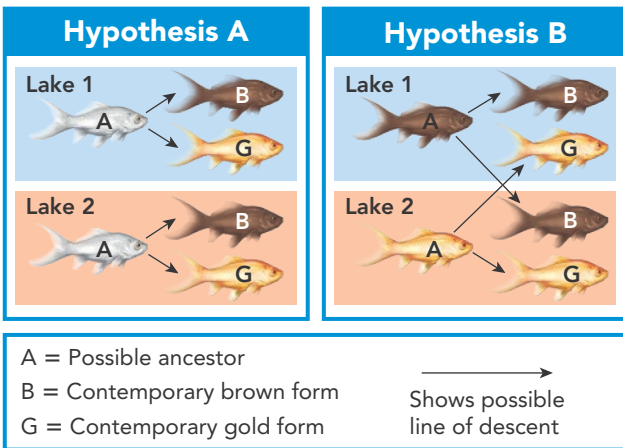 Hypothesis A
Lake 1
A
B
G
Lake 2
A
B
G
Hypothesis B
Lake 1
A
B
G
Lake 2
A
B
G
A = Possible ancestor
B = Contemporary brown form
G = Contemporary gold form
Shows possible
line of descent